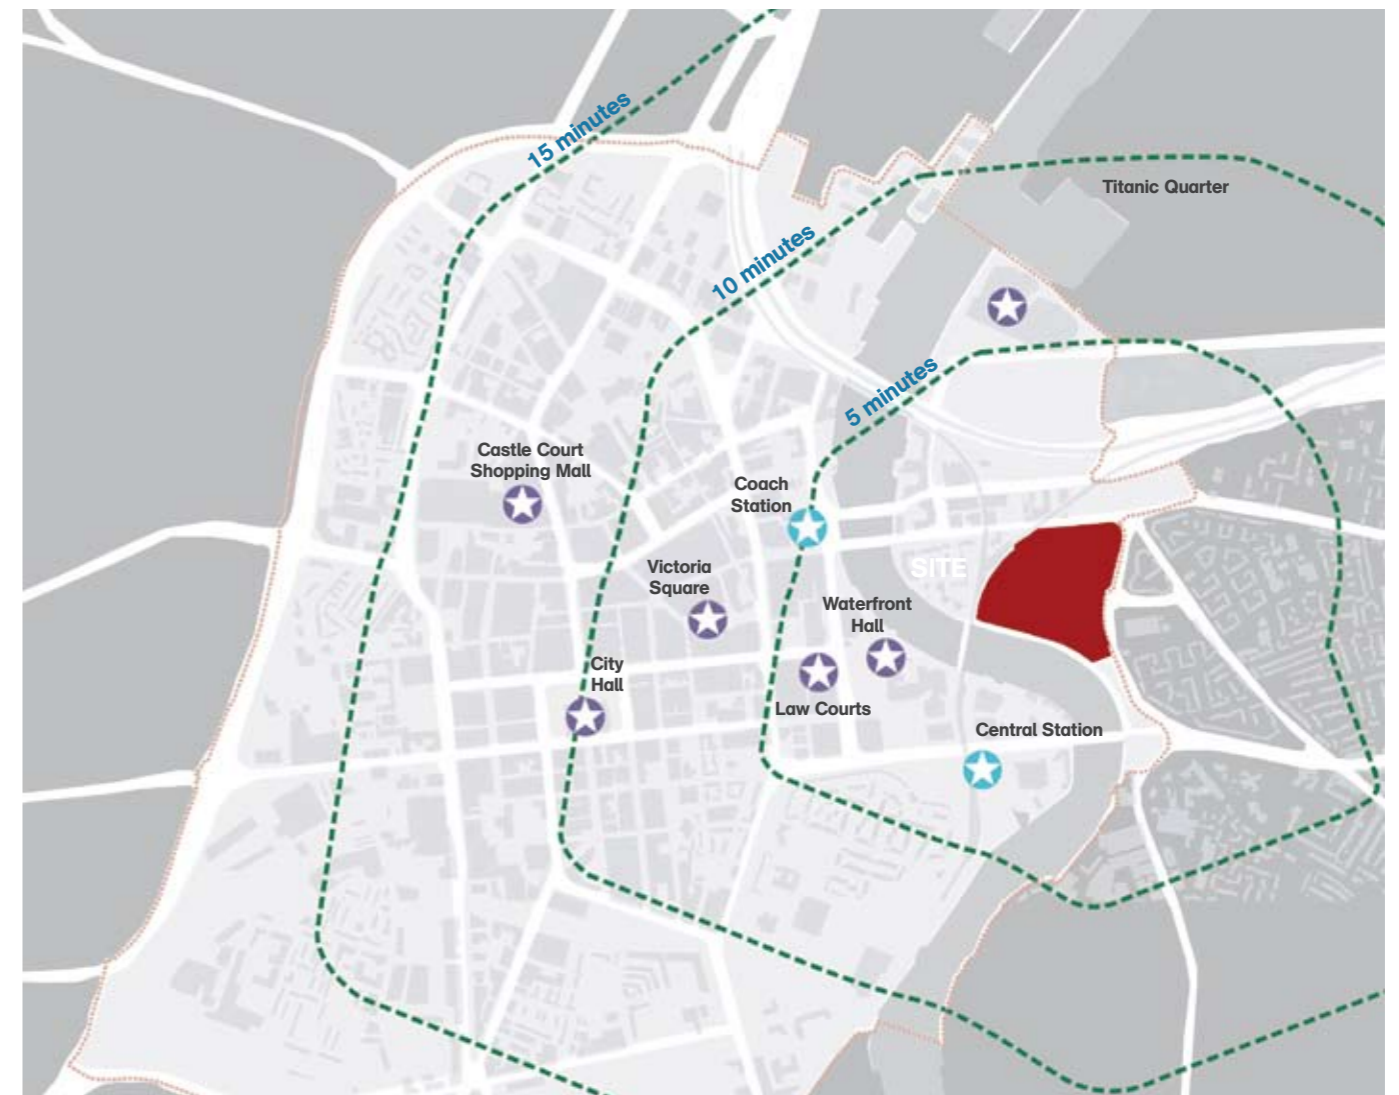 15 minutes
Titanic Quarter
10 minutes
5 minutes
Castle Court
Shopping Mall
Coach
Station
Victoria
Square
SITE
Waterfront
Hall
City
Hall
Law Courts
Central Station